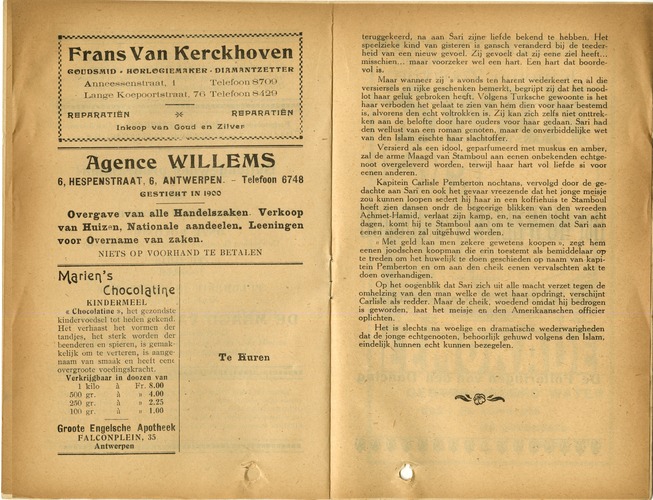 Frans Van Kerckhoven
GOUDSMID - HORLOGIEMAKER - DIAMANTZETTER
Anneessenstraat, 1 Telefoon 8709
Lange Koepoortstraat, 76 Telefoon 8429
REPARATIËN REPARATIËN
Inkoop van Goud en Zilver
Agence WILLEMS
6, HESPENSTRAAT, 6, ANTWERPEN. - Telefoon 6748
GESTICHT IN 1900
Overgave van alle Handelszaken. Verkoop
van Huizen, Nationale aandeelen, Leeningen
voor Overname van zaken.
NIETS OP VOORHAND TE BETALEN
Marien's
Chocolatine
KINDERMEEL
« Chocolatine », het gezondste
kindervoedsel tot heden gekend.
Het verhaast het vormen der
tandjes, het sterk worden der
beenderen en spieren, is gemak-
kelijk om te verteren, is aange-
naam van smaak en heeft eene
overgroote voedingskracht.
Verkrijgbaar in doozen van
1 kilo à Fr. 8.00
500 gr. à » 4.00
250 gr. à » 2.25
100 gr. à » 1.00
Groote Engelsche Apotheek
FALCONPLEIN, 35
Antwerpen
Te Huren
teruggekeerd, na aan Sari zijne liefde bekend te hebben. Het
speelzieke kind van gisteren is gansch veranderd bij de teeder-
heid van een nieuw gevoel. Zij gevoelt dat zij eene ziel heeft...
misschien... maar voorzeker wel een hart. Een hart dat boorde-
vol is.
Maar wanneer zij 's avonds ten harent wederkeert en al die
versiersels en rijke geschenken bemerkt, begrijpt zij dat het nood-
lot haar geluk gebroken heeft. Volgens Turksche gewoonte is het
haar verboden het gelaat te zien van hem dien voor haar bestemd
is, alvorens den echt voltrokken is. Zij kan zich zelfs niet onttrek-
ken aan de belofte door hare ouders voor haar gedaan. Sari had
den wellust van een roman genoten, maar de onverbiddelijke wet
van den Islam eischte haar slachtoffer.
Versierd als een idool, geparfumeerd met muskus en amber,
zal de arme Maagd van Stamboul aan eenen onbekenden echtge-
noot overgeleverd worden, terwijl haar hart vol liefde si voor
eenen anderen.
Kapitein Carlisle Pemberton nochtans, vervolgd door de ge-
dachte aan Sari en ook het gevaar vreezende dat het jonge meisje
zou kunnen loopen sedert hij haar in een koffiehuis te Stamboul
heeft zien dansen ondr de begeerige blikken van den wreeden
Achmet-Hamid, verlaat zijn kamp, en, na eenen tocht van acht
dagen, komt hij te Stamboul aan om te vernemen dat Sari aan
eenen anderen zal uitgehuwd worden.
« Met geld kan men zekere gewetens koopen », zegt hem
eenen joodschen koopman die erin toestemt als bemiddelaar op
te treden om het huwelijk te doen geschieden op naam van kapi-
tein Pemberton en om aan den cheik eenen vervalschten akt te
doen overhandigen.
Op het oogenblik dat Sari zich uit alle macht verzet tegen de
omhelzing van den man welke de wet haar opdringt, verschijnt
Carlisle als redder. Maar de cheik, woedend omdat hij bedrogen
is geworden, laat het meisje en den Amerikaanschen officier
oplichten.
Het is slechts na woelige en dramatische wederwarigheden
dat de jonge echtgenooten, behoorlijk gehuwd volgens den Islam,
eindelijk hunnen echt kunnen bezegelen.